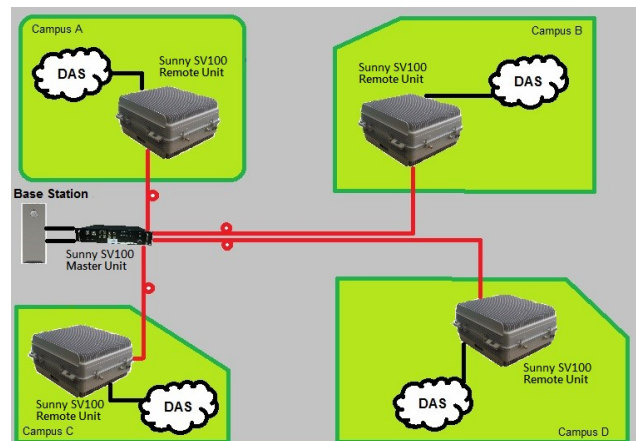 Campus A
Sunny SV100
Remote Unit
DAS
Campus B
Sunny SV100
Remote Unit
DAS
Base Station
Sunny SV100
Master Unit
Sunny SV100
Remote Unit
DAS
Campus C
Sunny SV100
Remote Unit
DAS
Campus D